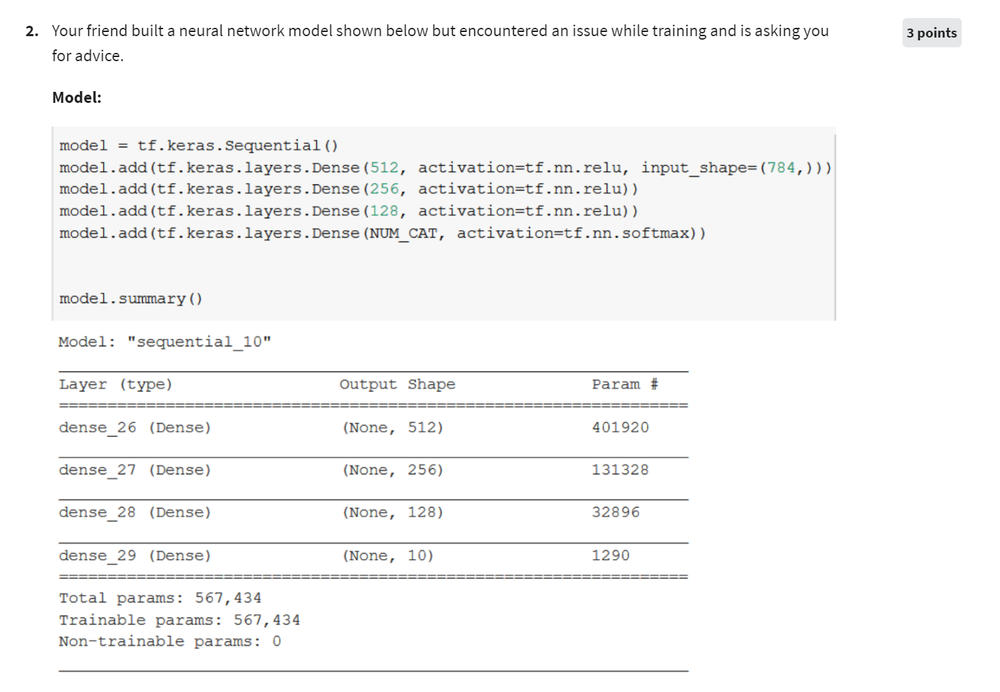 2. Your friend built a neural network model shown below but encountered an issue while training and is asking you
for advice.
3 points
Model:
model = tf.keras.Sequential()
model.add(tf.keras.layers.Dense(512, activation=tf.nn.relu, input_shape=(784,)))
model.add(tf.keras.layers.Dense(256, activation=tf.nn.relu))
model.add(tf.keras.layers.Dense(128, activation=tf.nn.relu))
model.add(tf.keras.layers.Dense(NUM_CAT, activation=tf.nn.softmax))
model.summary()
Model: "sequential_10"
Layer (type) Output Shape Param #
dense_26 (Dense) (None, 512) 401920
dense_27 (Dense) (None, 256) 131328
dense_28 (Dense) (None, 128) 32896
dense_29 (Dense) (None, 10) 1290
Total params: 567,434
Trainable params: 567,434
Non-trainable params: 0